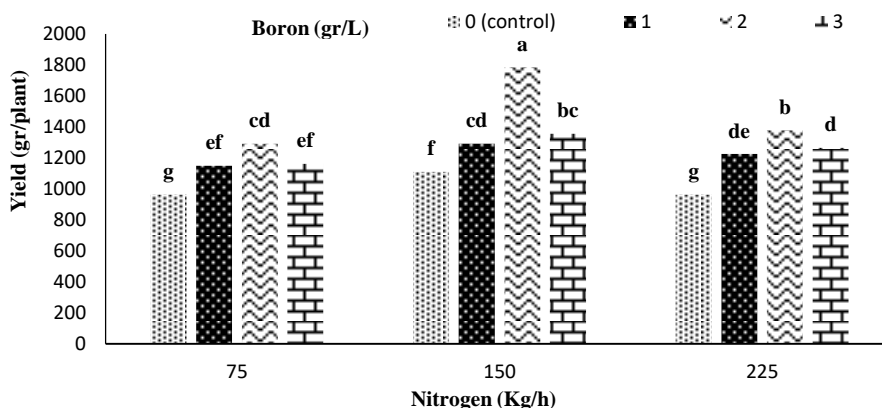 Boron (gr/L) 0 (control) 1 2 3
Yield (gr/plant)
2000
1800
1600
1400
1200
1000
800
600
400
200
0
g ef cd ef
f cd a bc
g de b d
75 150 225
Nitrogen (Kg/h)